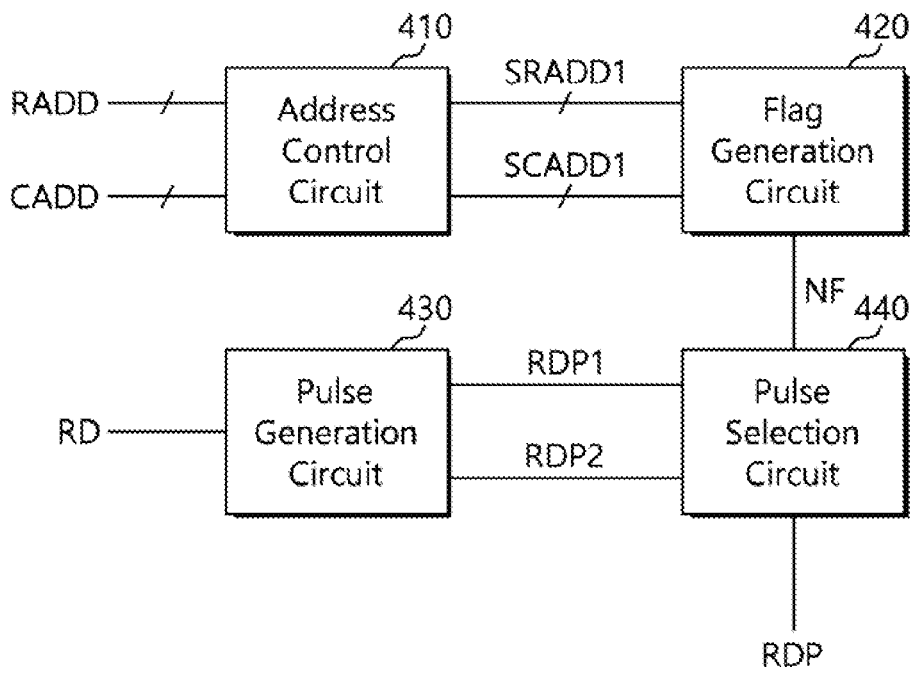 410
420
RADD
CADD
Address
Control
Circuit
SRADD1
SCADD1
Flag
Generation
Circuit
NF
430
440
RD
Pulse
Generation
Circuit
RDP1
RDP2
Pulse
Selection
Circuit
RDP